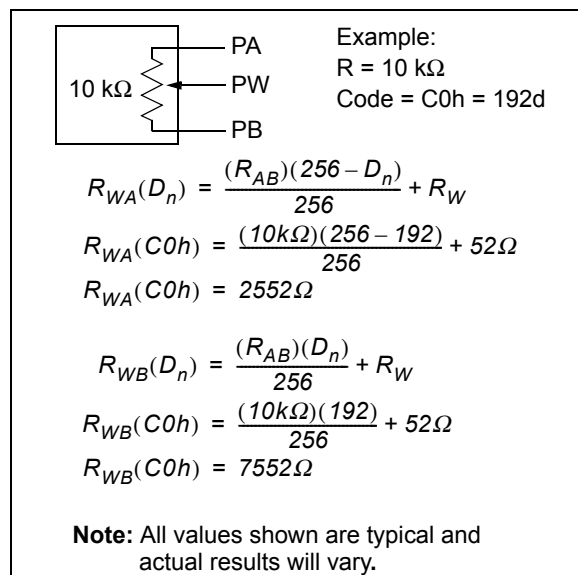 PA
Example:
R = 10 kΩ
10 kΩ
PW
Code = C0h = 192d
PB
R_WA(D_n) = (R_AB)(256 – D_n) / 256 + R_W
R_WA(C0h) = (10kΩ)(256 – 192) / 256 + 52Ω
R_WA(C0h) = 2552Ω
R_WB(D_n) = (R_AB)(D_n) / 256 + R_W
R_WB(C0h) = (10kΩ)(192) / 256 + 52Ω
R_WB(C0h) = 7552Ω
Note: All values shown are typical and
actual results will vary.